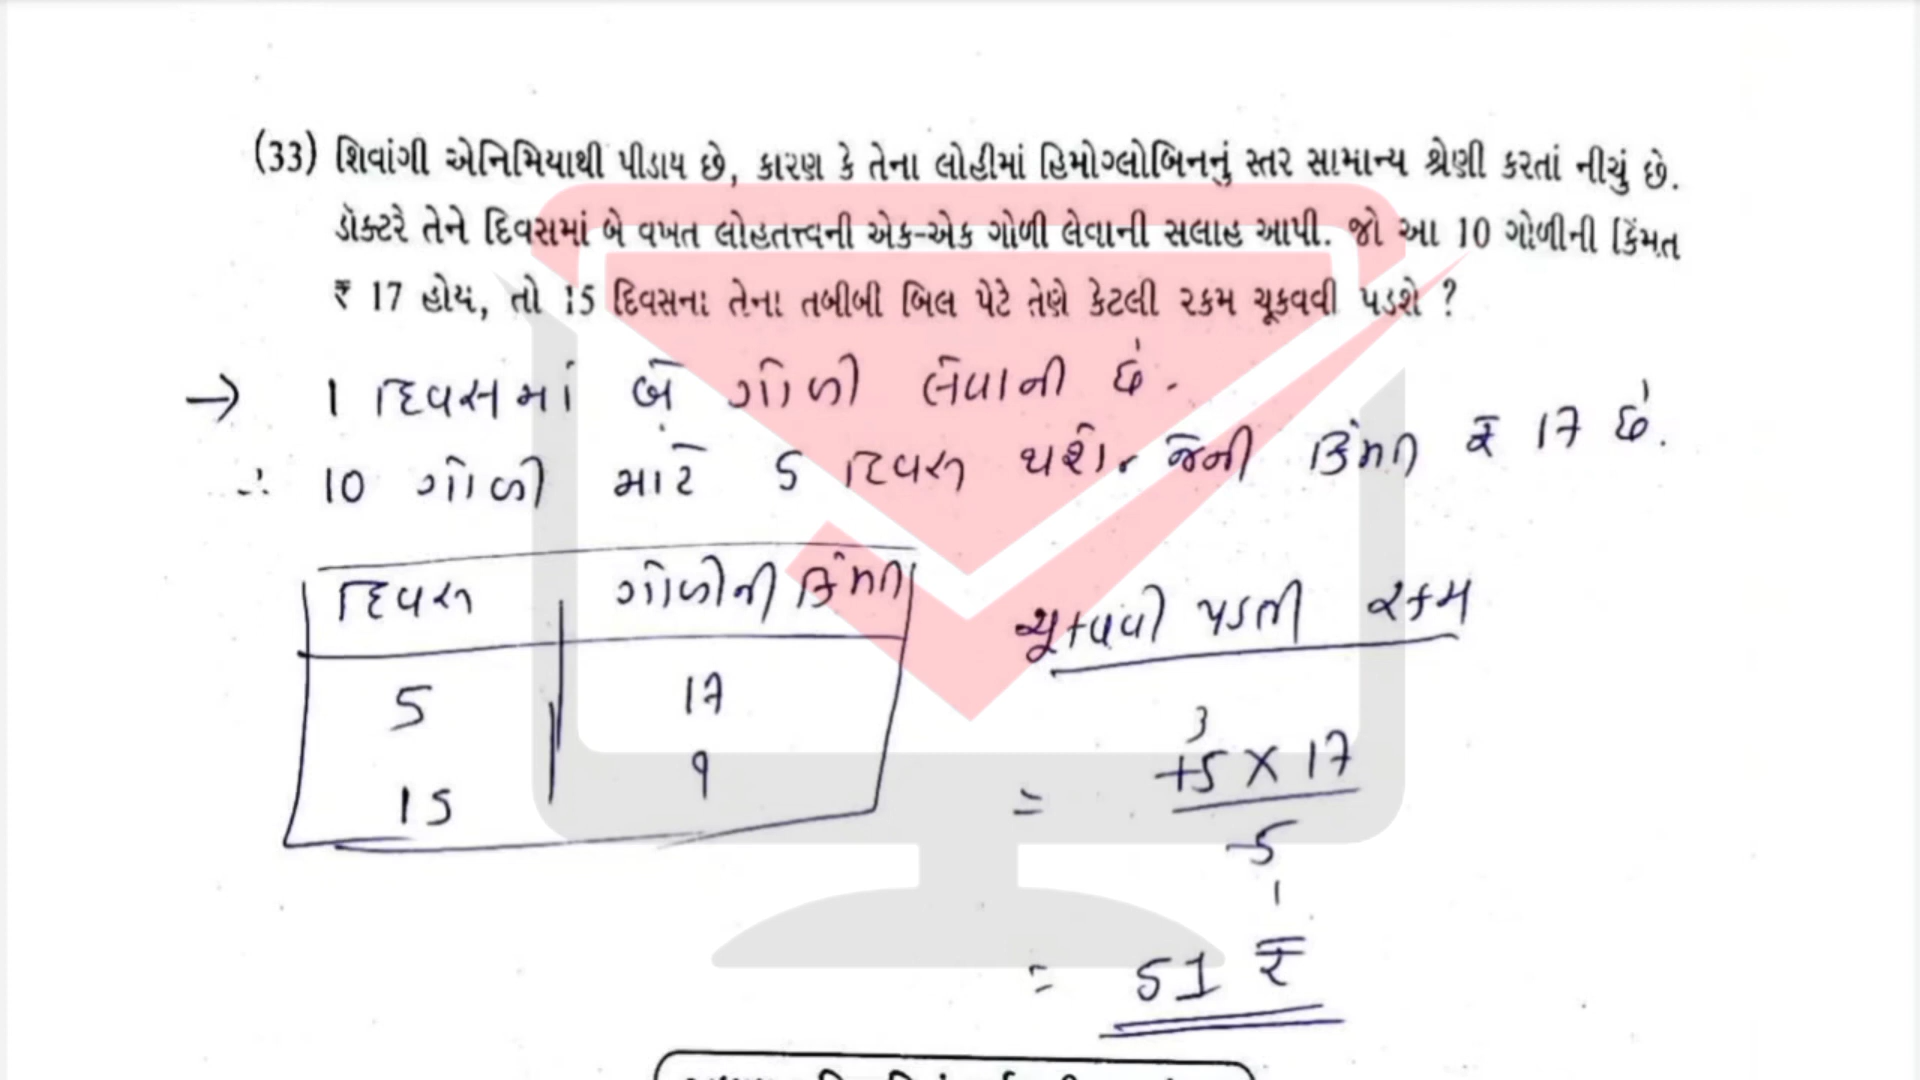 (33) શિવાંગી એનિમિયાથી પીડાય છે, કારણ કે તેના લોહીમાં હિમોગ્લોબિનનું સ્તર સામાન્ય શ્રેણી કરતાં નીચું છે.
ડૉક્ટરે તેને દિવસમાં બે વખત લોહતત્ત્વની એક-એક ગોળી લેવાની સલાહ આપી. જો આ 10 ગોળીની કિંમત
₹ 17 હોય, તો 15 દિવસના તેના તબીબી બિલ પેટે તેણે કેટલી રકમ ચૂકવવી પડશે ?
→ 1 દિવસમાં બે ગોળી લેવાની છે.
∴ 10 ગોળી માટે 5 દિવસ થશે. જેની કિંમત ₹ 17 છે.
દિવસ ગોળીની કિંમત
5 17
15 ?
ચૂકવવી પડતી રકમ
3
= 15 × 17
5
1
= 51 ₹